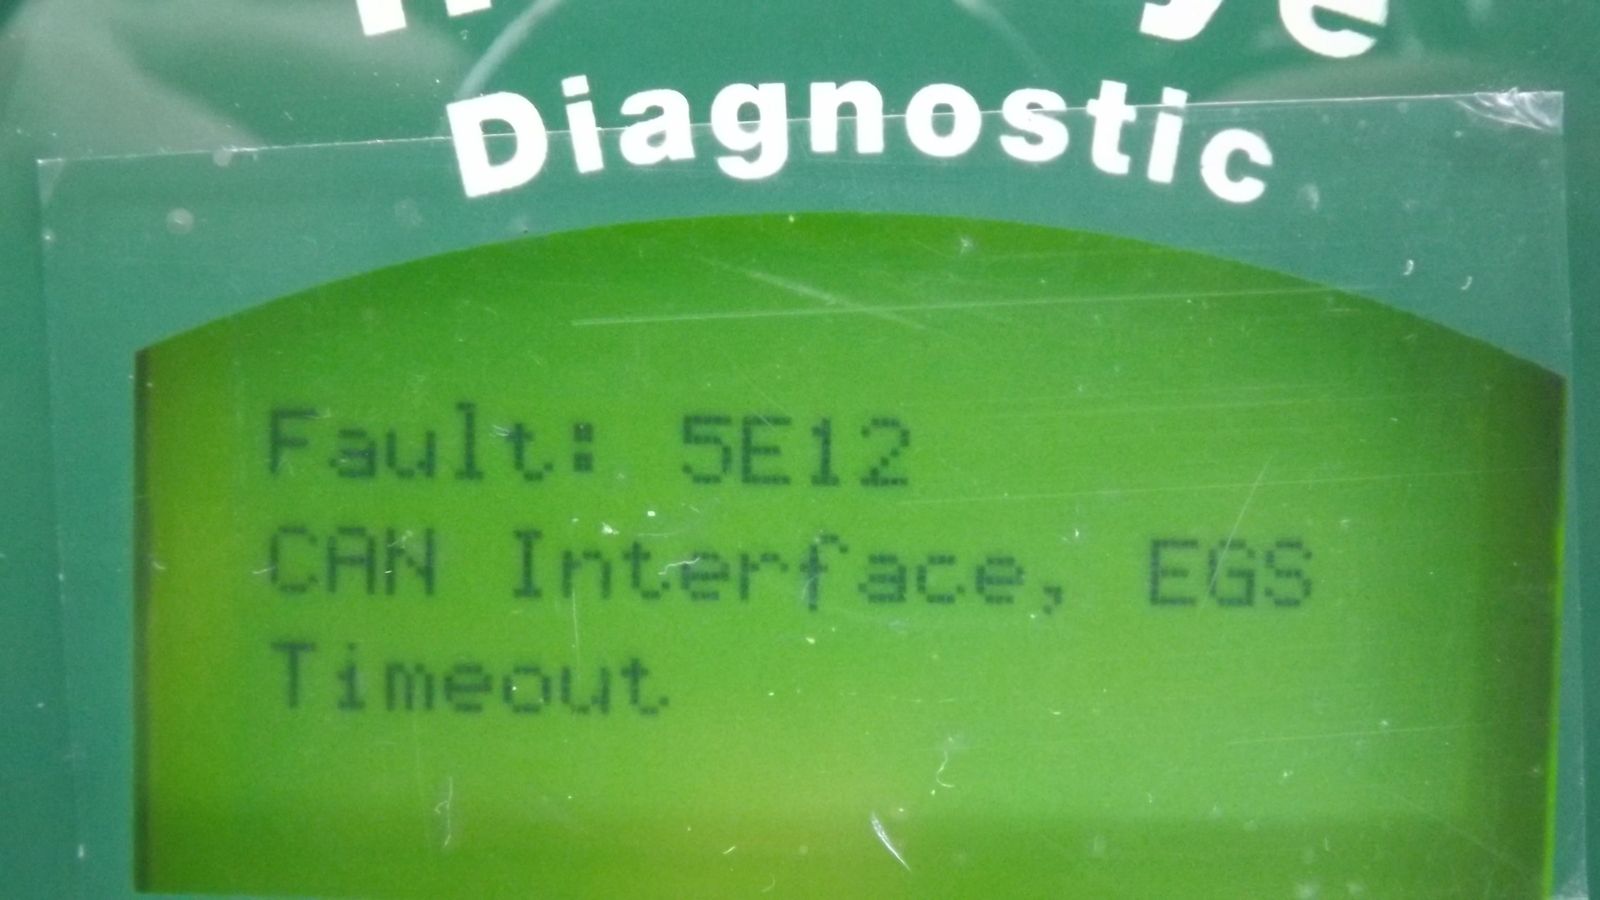 Diagnostic
Fault: 5E12
CAN Interface, EGS
Timeout